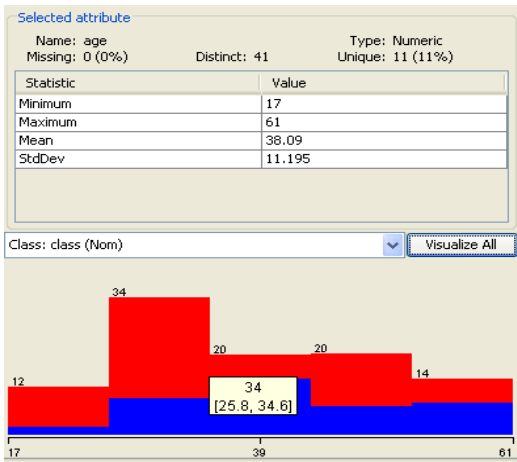 Selected attribute
Name: age Type: Numeric
Missing: 0 (0%) Distinct: 41 Unique: 11 (11%)
Statistic Value
Minimum 17
Maximum 61
Mean 38.09
StdDev 11.195
Class: class (Nom) Visualize All
34
20 20
14
12
34
[25.8, 34.6]
17 39 61